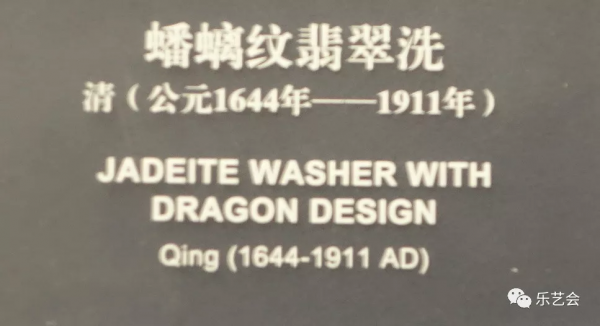 蟠螭纹翡翠洗
清（公元1644年——1911年）
JADEITE WASHER WITH
DRAGON DESIGN
Qing (1644-1911 AD)
乐艺会